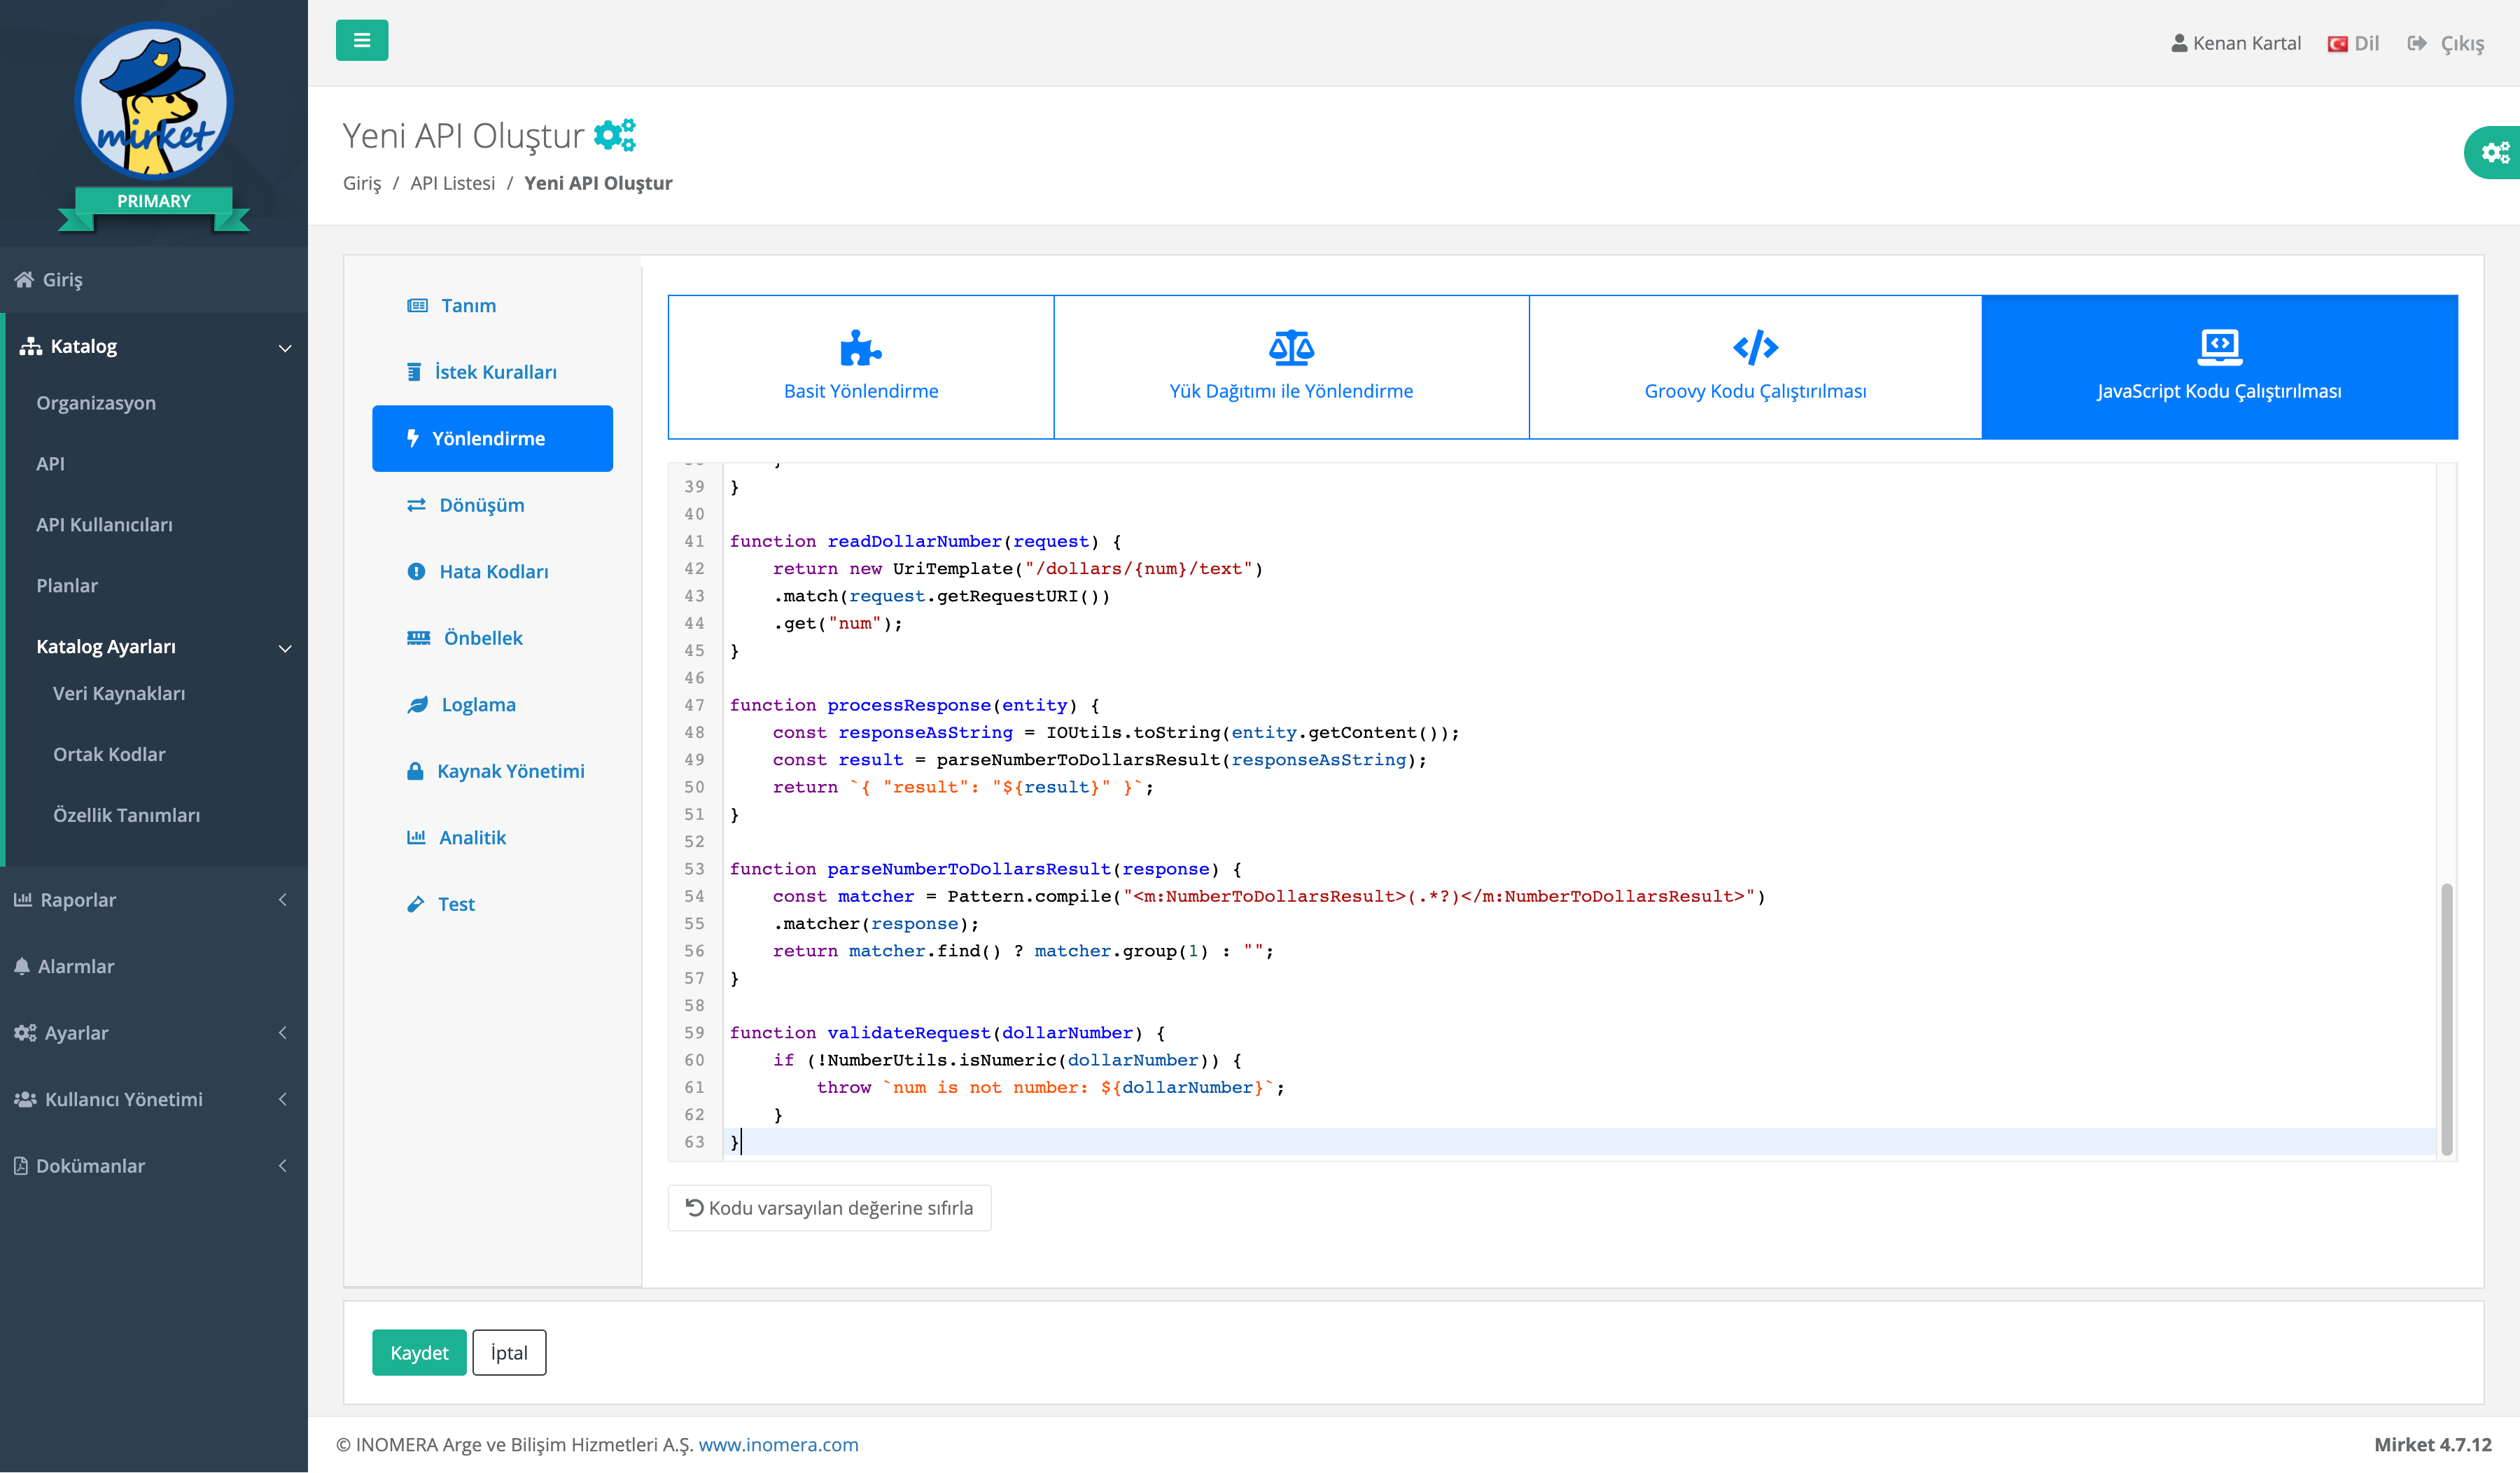 mirket
PRIMARY
Giriş
Katalog
Organizasyon
API
API Kullanıcıları
Planlar
Katalog Ayarları
Veri Kaynakları
Ortak Kodlar
Özellik Tanımları
Raporlar
Alarmlar
Ayarlar
Kullanıcı Yönetimi
Dokümanlar
Kenan Kartal
Dil
Çıkış
Yeni API Oluştur
Giriş / API Listesi / Yeni API Oluştur
Tanım
İstek Kuralları
Yönlendirme
Dönüşüm
Hata Kodları
Önbellek
Loglama
Kaynak Yönetimi
Analitik
Test
Basit Yönlendirme
Yük Dağıtımı ile Yönlendirme
Groovy Kodu Çalıştırılması
JavaScript Kodu Çalıştırılması
39 }
40
41 function readDollarNumber(request) {
42     return new UriTemplate("/dollars/{num}/text")
43     .match(request.getRequestURI())
44     .get("num");
45 }
46
47 function processResponse(entity) {
48     const responseAsString = IOUtils.toString(entity.getContent());
49     const result = parseNumberToDollarsResult(responseAsString);
50     return `{ "result": "${result}" }`;
51 }
52
53 function parseNumberToDollarsResult(response) {
54     const matcher = Pattern.compile("<m:NumberToDollarsResult>(.*?)</m:NumberToDollarsResult>")
55     .matcher(response);
56     return matcher.find() ? matcher.group(1) : "";
57 }
58
59 function validateRequest(dollarNumber) {
60     if (!NumberUtils.isNumeric(dollarNumber)) {
61         throw `num is not number: ${dollarNumber}`;
62     }
63 }
Kodu varsayılan değerine sıfırla
Kaydet
İptal
© INOMERA Arge ve Bilişim Hizmetleri A.Ş. www.inomera.com
Mirket 4.7.12